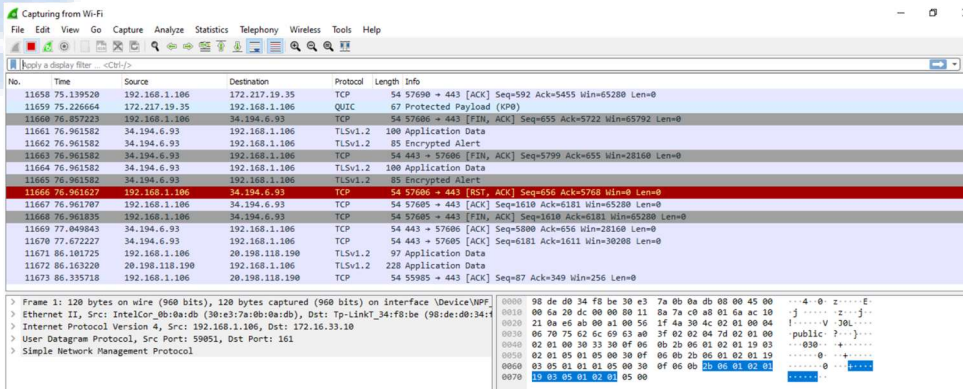 Capturing from Wi-Fi
File Edit View Go Capture Analyze Statistics Telephony Wireless Tools Help
Apply a display filter ... <Ctrl-/>
No. Time Source Destination Protocol Length Info
11658 75.139520 192.168.1.106 172.217.19.35 TCP 54 57690 → 443 [ACK] Seq=592 Ack=5455 Win=65280 Len=0
11659 75.226664 172.217.19.35 192.168.1.106 QUIC 67 Protected Payload (KP0)
11660 76.857223 192.168.1.106 34.194.6.93 TCP 54 57606 → 443 [FIN, ACK] Seq=655 Ack=5722 Win=65792 Len=0
11661 76.961582 34.194.6.93 192.168.1.106 TLSv1.2 100 Application Data
11662 76.961582 34.194.6.93 192.168.1.106 TLSv1.2 85 Encrypted Alert
11663 76.961582 34.194.6.93 192.168.1.106 TCP 54 443 → 57606 [FIN, ACK] Seq=5799 Ack=655 Win=28160 Len=0
11664 76.961582 34.194.6.93 192.168.1.106 TLSv1.2 100 Application Data
11665 76.961582 34.194.6.93 192.168.1.106 TLSv1.2 85 Encrypted Alert
11666 76.961627 192.168.1.106 34.194.6.93 TCP 54 57606 → 443 [RST, ACK] Seq=656 Ack=5768 Win=0 Len=0
11667 76.961707 192.168.1.106 34.194.6.93 TCP 54 57605 → 443 [ACK] Seq=1610 Ack=6181 Win=65280 Len=0
11668 76.961835 192.168.1.106 34.194.6.93 TCP 54 57605 → 443 [FIN, ACK] Seq=1610 Ack=6181 Win=65280 Len=0
11669 77.049843 34.194.6.93 192.168.1.106 TCP 54 443 → 57606 [ACK] Seq=5800 Ack=656 Win=28160 Len=0
11670 77.672227 34.194.6.93 192.168.1.106 TCP 54 443 → 57605 [ACK] Seq=6181 Ack=1611 Win=30208 Len=0
11671 86.101725 192.168.1.106 20.198.118.190 TLSv1.2 97 Application Data
11672 86.163220 20.198.118.190 192.168.1.106 TLSv1.2 228 Application Data
11673 86.335718 192.168.1.106 20.198.118.190 TCP 54 55985 → 443 [ACK] Seq=87 Ack=349 Win=256 Len=0
> Frame 1: 120 bytes on wire (960 bits), 120 bytes captured (960 bits) on interface \Device\NPF_
> Ethernet II, Src: IntelCor_0b:0a:db (30:e3:7a:0b:0a:db), Dst: Tp-LinkT_34:f8:be (98:de:d0:34:f
> Internet Protocol Version 4, Src: 192.168.1.106, Dst: 172.16.33.10
> User Datagram Protocol, Src Port: 59051, Dst Port: 161
> Simple Network Management Protocol
0000 98 de d0 34 f8 be 30 e3 7a 0b 0a db 08 00 45 00 ···4··0· z·····E·
0010 00 6a 20 dc 00 00 80 11 8a 7a c0 a8 01 6a ac 10 ·j ····· ·z···j··
0020 21 0a e6 ab 00 a1 00 56 1f 4a 30 4c 02 01 00 04 !······V ·J0L····
0030 06 70 75 62 6c 69 63 a0 3f 02 02 04 7d 02 01 00 ·public· ?···}···
0040 02 01 00 30 33 30 0f 06 0b 2b 06 01 02 01 19 03 ···030·· ·+······
0050 02 01 05 01 01 05 00 30 0f 06 0b 2b 06 01 02 01 19 ·······0 ···+····
0060 03 05 01 01 01 05 00 30 0f 06 0b 2b 06 01 02 01 ·······0 ···+····
0070 19 03 05 01 02 01 05 00 ········